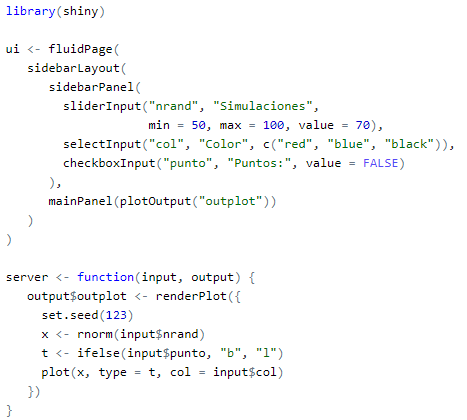 library(shiny)
ui <- fluidPage(
sidebarLayout(
sidebarPanel(
sliderInput("nrand", "Simulaciones",
min = 50, max = 100, value = 70),
selectInput("col", "Color", c("red", "blue", "black")),
checkboxInput("punto", "Puntos:", value = FALSE)
),
mainPanel(plotOutput("outplot"))
)
)
server <- function(input, output) {
output$outplot <- renderPlot({
set.seed(123)
x <- rnorm(input$nrand)
t <- ifelse(input$punto, "b", "l")
plot(x, type = t, col = input$col)
})
}